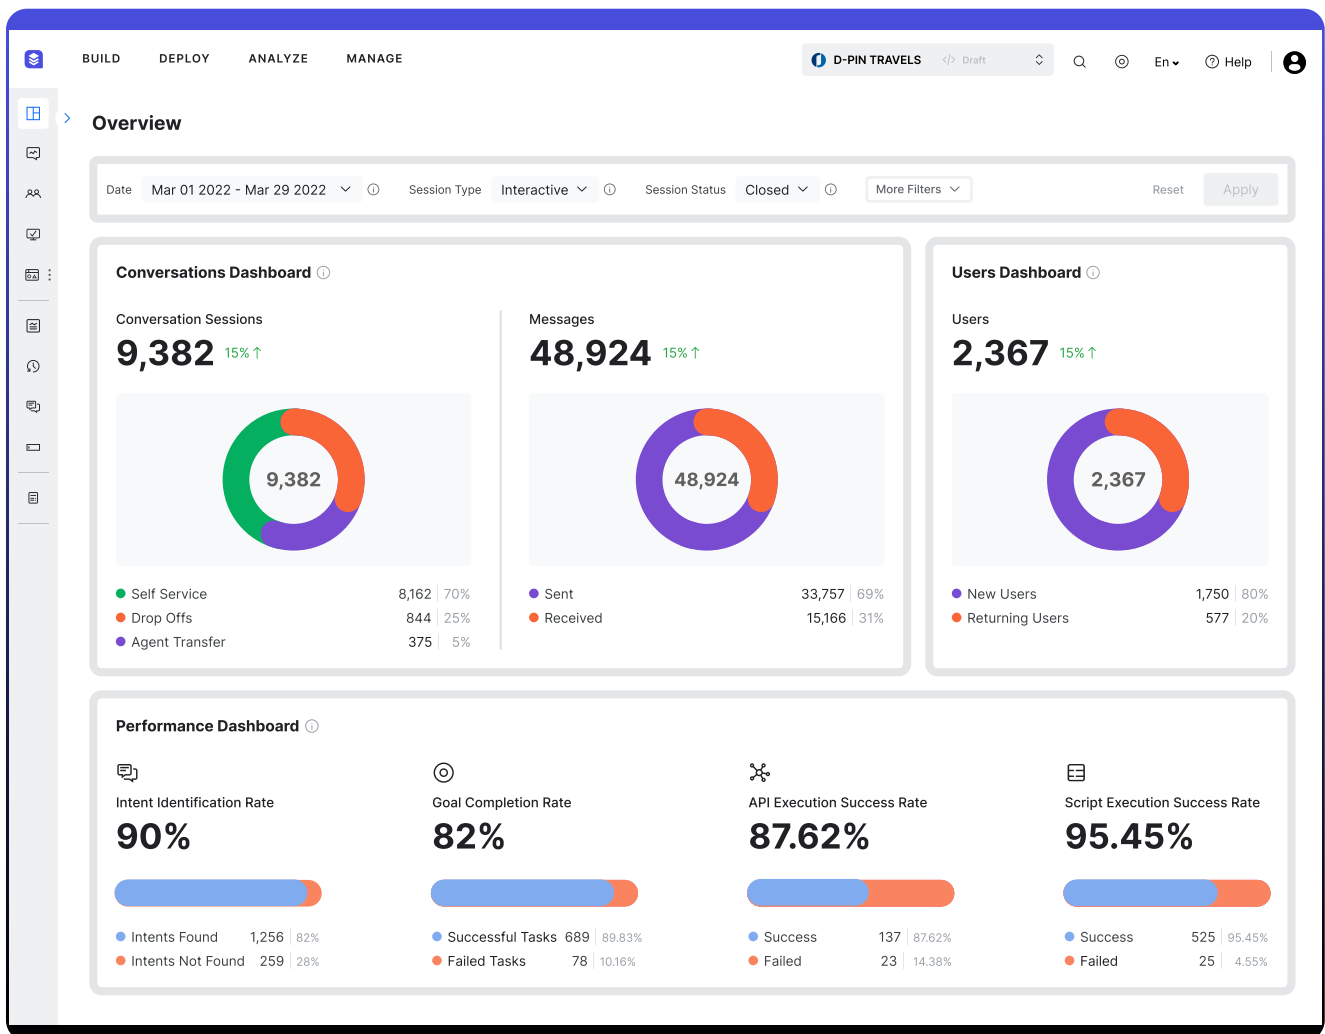 BUILD DEPLOY ANALYZE MANAGE D-PIN TRAVELS </> Draft En Help
Overview
Date Mar 01 2022 - Mar 29 2022 Session Type Interactive Session Status Closed More Filters Reset Apply
Conversations Dashboard
Conversation Sessions
9,382 15%↑
9,382
Self Service 8,162 70%
Drop Offs 844 25%
Agent Transfer 375 5%
Messages
48,924 15%↑
48,924
Sent 33,757 69%
Received 15,166 31%
Users Dashboard
Users
2,367 15%↑
2,367
New Users 1,750 80%
Returning Users 577 20%
Performance Dashboard
Intent Identification Rate
90%
Intents Found 1,256 82%
Intents Not Found 259 28%
Goal Completion Rate
82%
Successful Tasks 689 89.83%
Failed Tasks 78 10.16%
API Execution Success Rate
87.62%
Success 137 87.62%
Failed 23 14.38%
Script Execution Success Rate
95.45%
Success 525 95.45%
Failed 25 4.55%